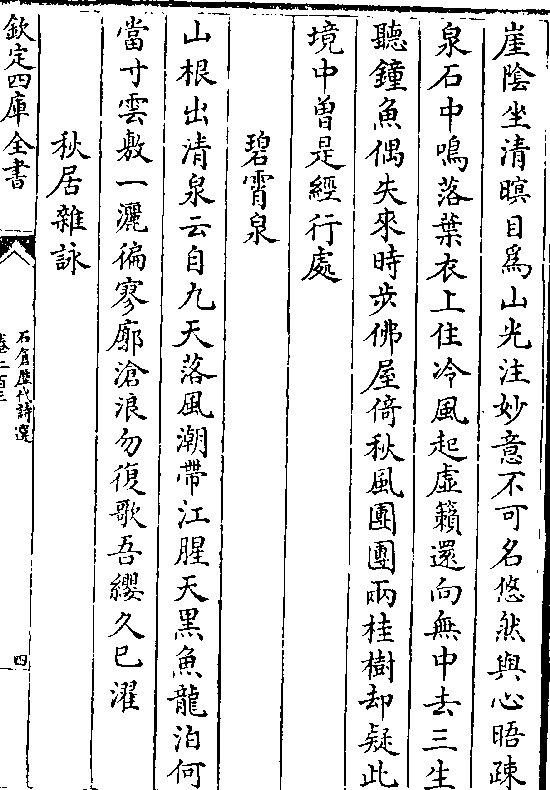 崖陰坐清暝目爲山光注妙意不可名悠然與心晤疎
泉石中鳴落葉衣上住冷風起虛籟還向無中去三生
聽鐘魚偶失來時步佛屋倚秋風團團兩桂樹却疑此
境中曽是經行處
碧霄泉
山根出清泉云自九天落風潮帶江腥天黒魚龍泊何
當寸雲敷一灑徧寥廓滄浪勿復歌吾纓久已濯
秋居雜詠
欽定四庫全書
石倉歷代詩選
卷二百三
四